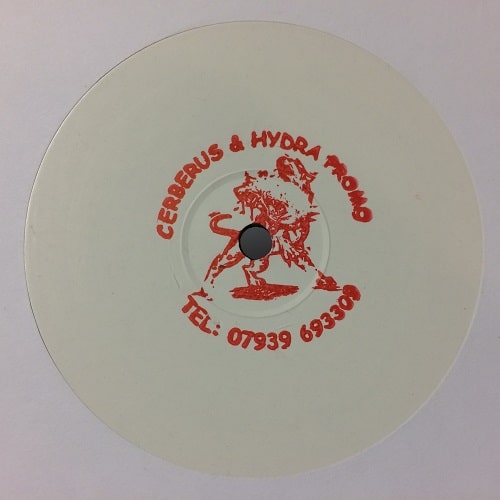 CERBERUS & HYDRA PROMO
TEL: 07939 693309